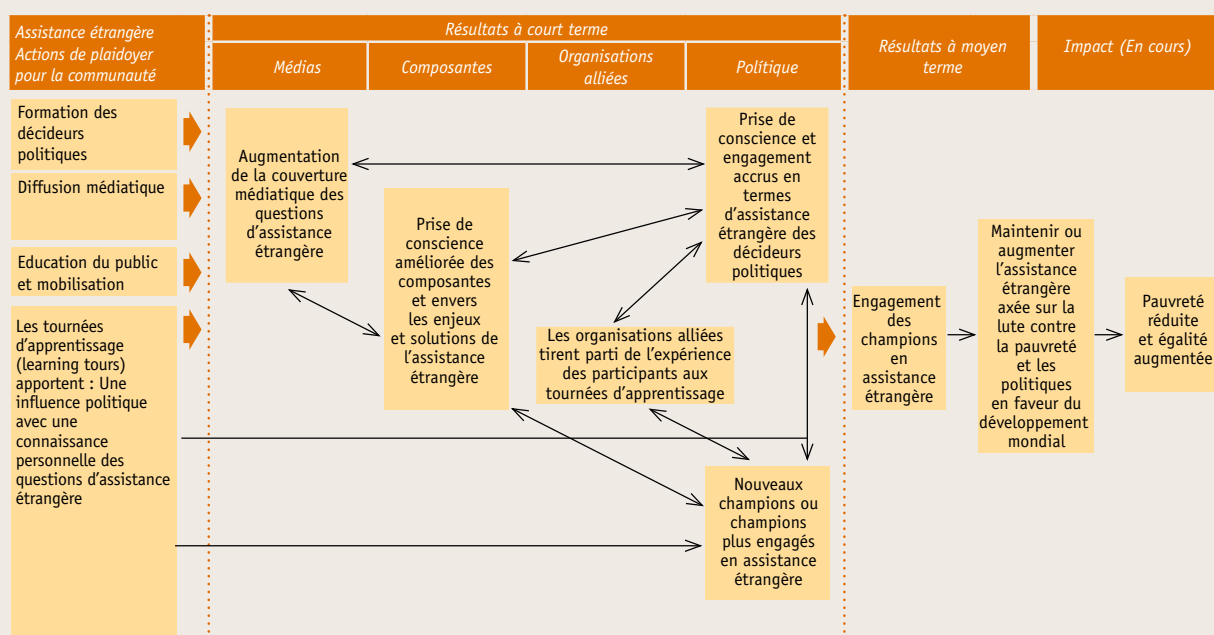 Assistance étrangère
Actions de plaidoyer
pour la communauté
Résultats à court terme
Médias
Composantes
Organisations
alliées
Polítique
Résultats à moyen
terme
Impact (En cours)
Formation des
décideurs
politiques
Diffusion médiatique
Education du public
et mobilisation
Les tournées
d'apprentissage
(learning tours)
apportent : Une
influence politique
avec une
connaissance
personnelle des
questions d'assistance
étrangère
Augmentation
de la couverture
médiatique des
questions
d'assistance
étrangère
Prise de
conscience
améliorée des
composantes
et envers
les enjeux
et solutions de
l'assistance
étrangère
Les organisations alliées
tirent parti de l'expérience
des participants aux
tournées d'apprentissage
Prise de
conscience et
engagement
accrus en
termes
d'assistance
étrangère des
décideurs
politiques
Nouveaux
champions ou
champions
plus engagés
en assistance
étrangère
Engagement
des
champions
en
assistance
étrangère
Maintenir ou
augmenter
l'assistance
étrangère
axée sur la
lute contre
la pauvreté
et les
politiques
en faveur du
développement
mondial
Pauvreté
réduite
et égalité
augmentée